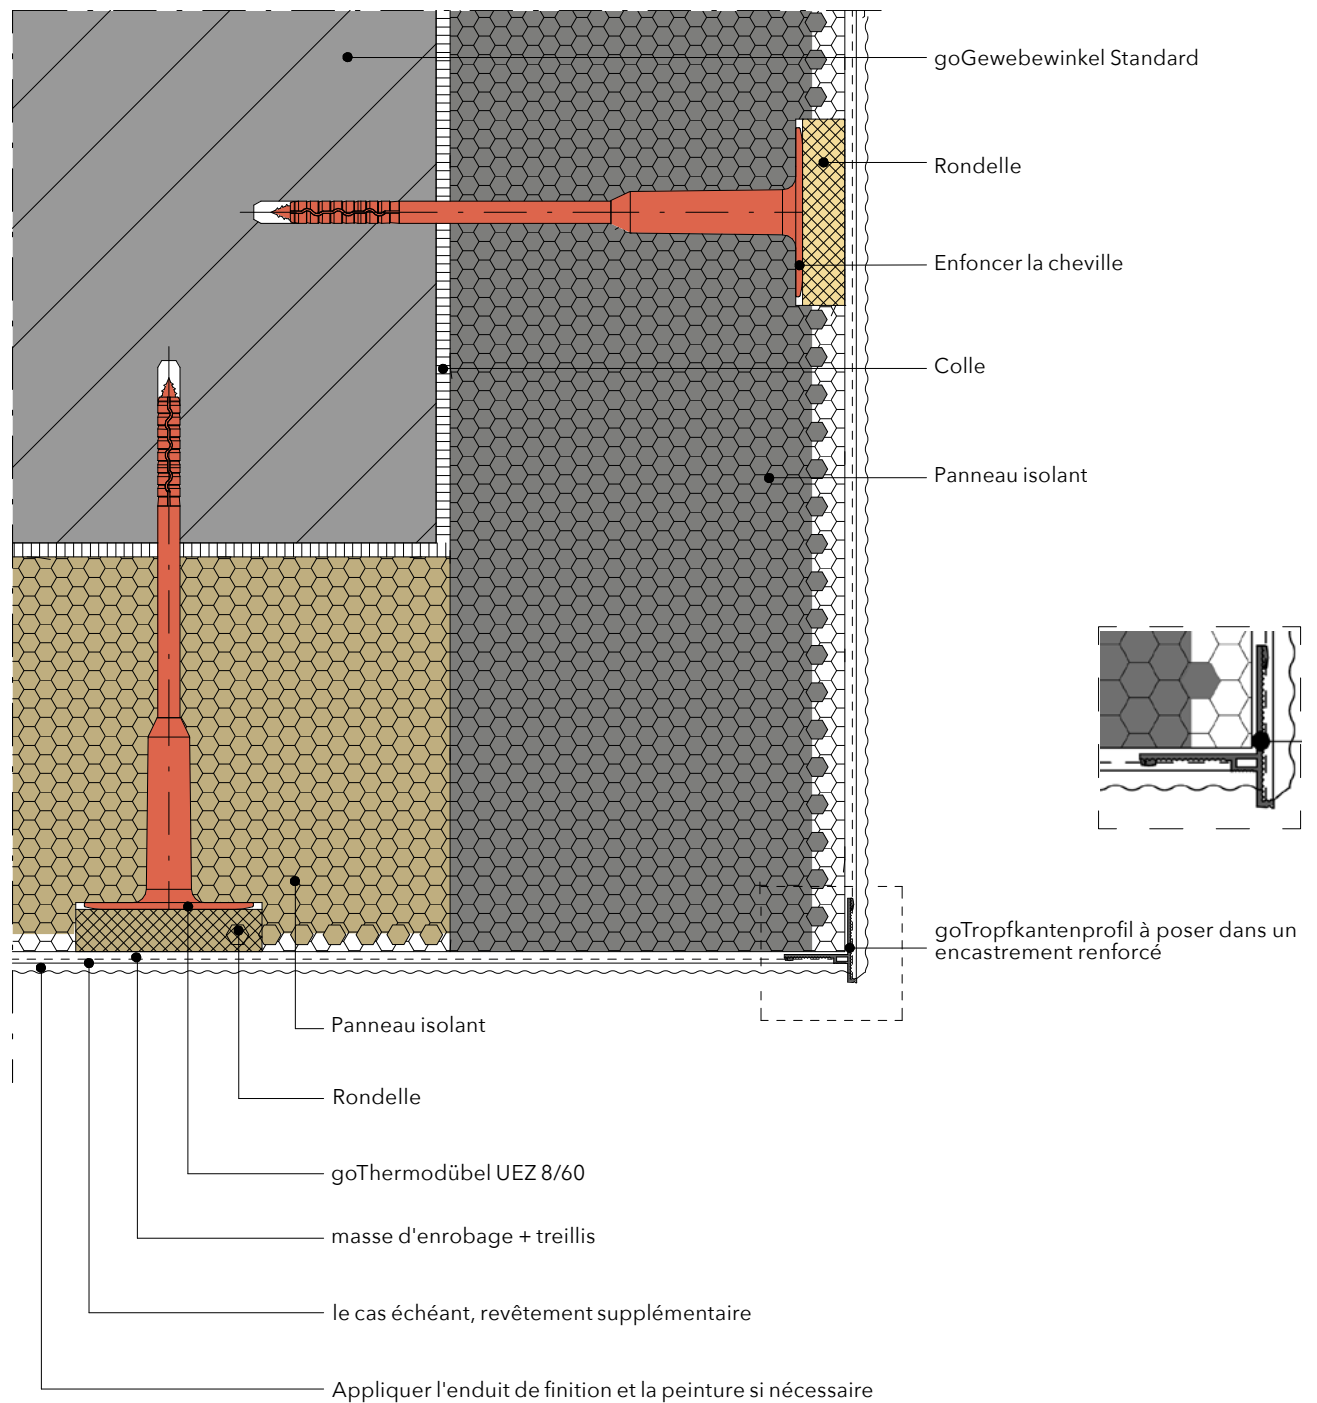 goGewebewinkel Standard
Rondelle
Enfoncer la cheville
Colle
Panneau isolant
goTropfkantenprofil à poser dans un
encastrement renforcé
Panneau isolant
Rondelle
goThermodübel UEZ 8/60
masse d'enrobage + treillis
le cas échéant, revêtement supplémentaire
Appliquer l'enduit de finition et la peinture si nécessaire